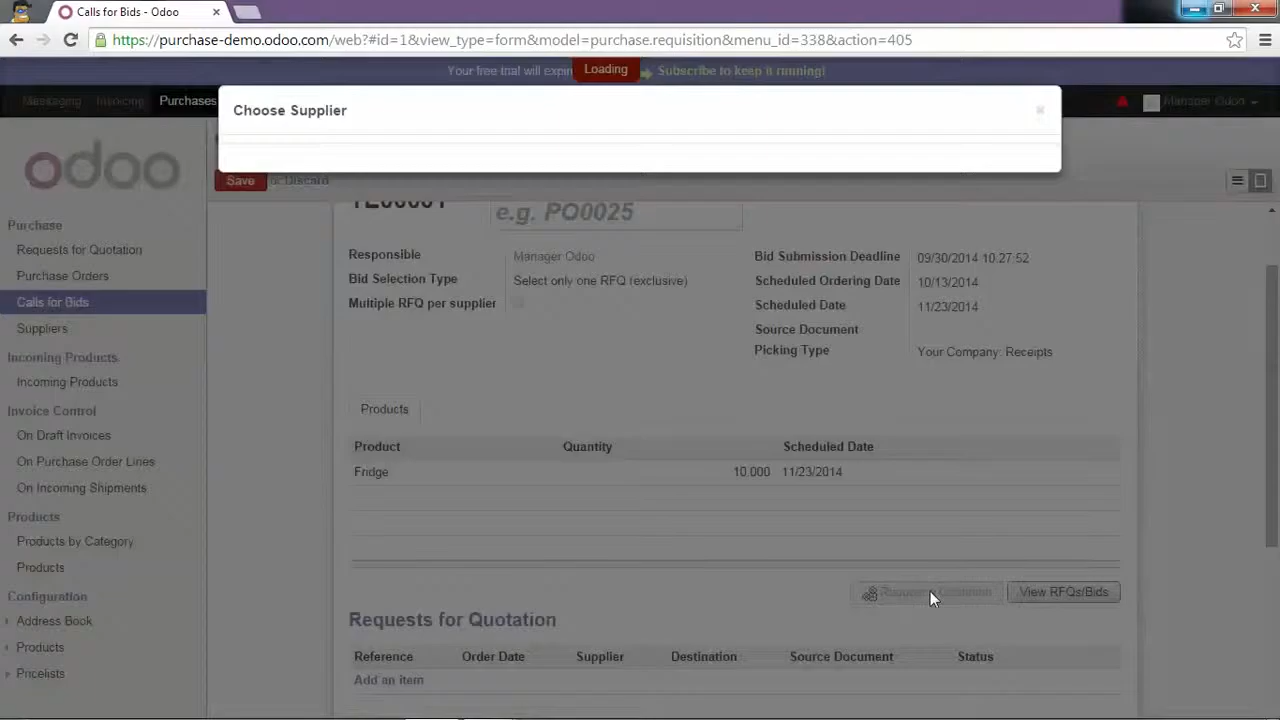 Calls for Bids - Odoo
https://purchase-demo.odoo.com/web?#id=1&view_type=form&model=purchase.requisition&menu_id=338&action=405
Your free trial will expir
Loading
Subscribe to keep it running!
Messaging
Invoicing
Purchases
Manager Odoo
Choose Supplier
odoo
Save or Discard
Purchase
Requests for Quotation
Purchase Orders
Calls for Bids
Suppliers
Incoming Products
Incoming Products
Invoice Control
On Draft Invoices
On Purchase Order Lines
On Incoming Shipments
Products
Products by Category
Products
Configuration
Address Book
Products
Pricelists
TE00001
e.g. PO0025
Responsible Manager Odoo
Bid Selection Type Select only one RFQ (exclusive)
Multiple RFQ per supplier
Bid Submission Deadline 09/30/2014 10:27:52
Scheduled Ordering Date 10/13/2014
Scheduled Date 11/23/2014
Source Document
Picking Type Your Company: Receipts
Products
Product Quantity Scheduled Date
Fridge 10.000 11/23/2014
View RFQs/Bids
Requests for Quotation
Reference Order Date Supplier Destination Source Document Status
Add an item